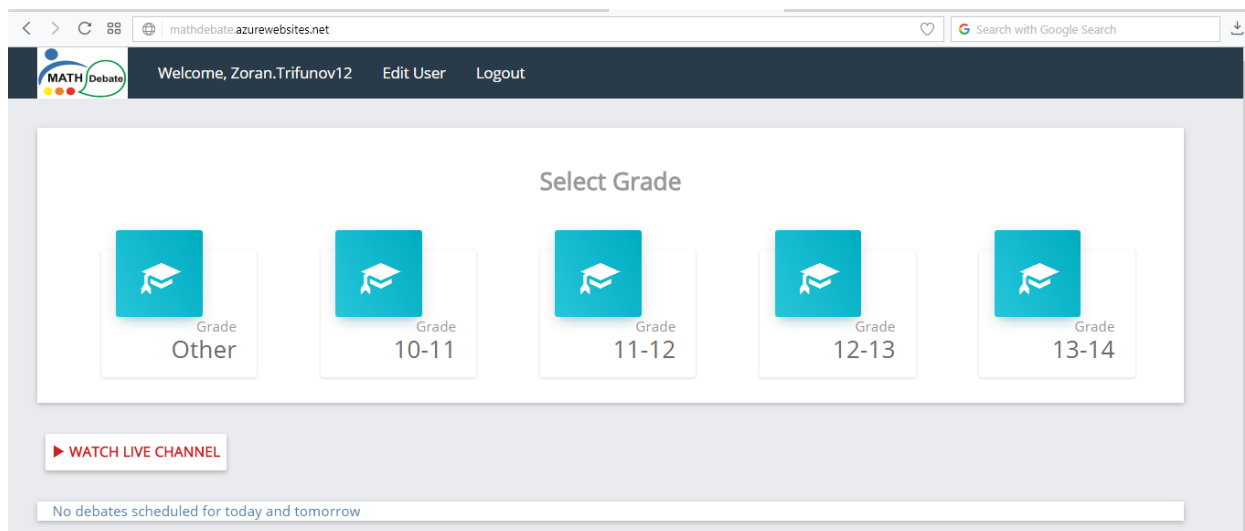 mathdebate.azurewebsites.net
Search with Google Search
MATH Debate
Welcome, Zoran.Trifunov12 Edit User Logout
Select Grade
Grade
Other
Grade
10-11
Grade
11-12
Grade
12-13
Grade
13-14
WATCH LIVE CHANNEL
No debates scheduled for today and tomorrow